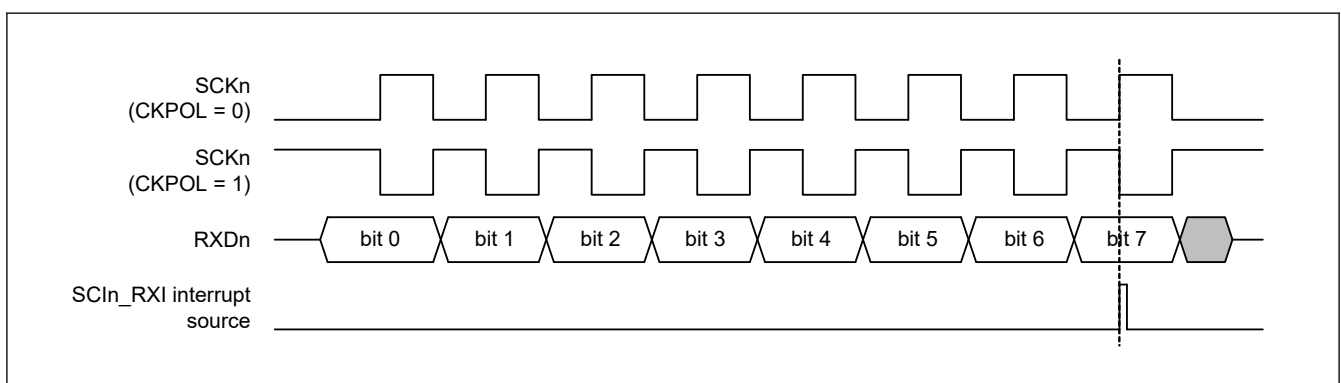 SCKn
(CKPOL = 0)
SCKn
(CKPOL = 1)
RXDn
bit 0 bit 1 bit 2 bit 3 bit 4 bit 5 bit 6 bit 7
SCIn_RXI interrupt
source